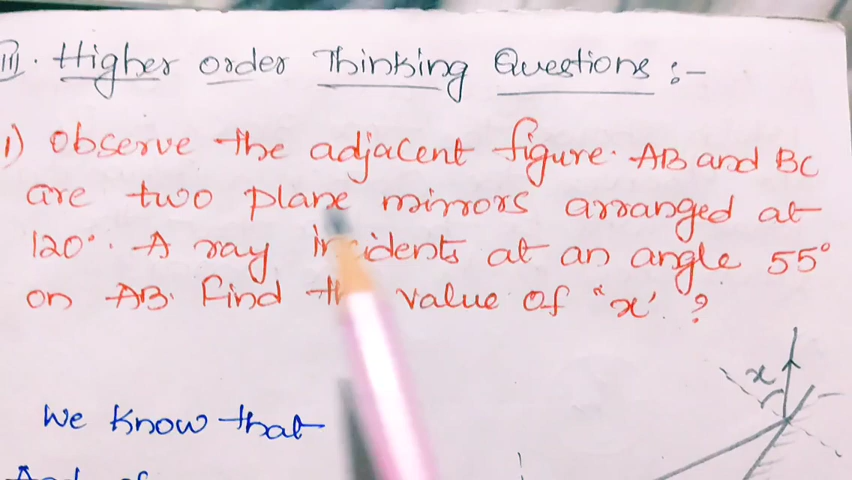 III. Higher order Thinking Questions :-
1) Observe the adjacent figure. AB and BC
are two plane mirrors arranged at
120°. A ray incidents at an angle 55°
on AB. Find the value of "x'. ?
x
We know that